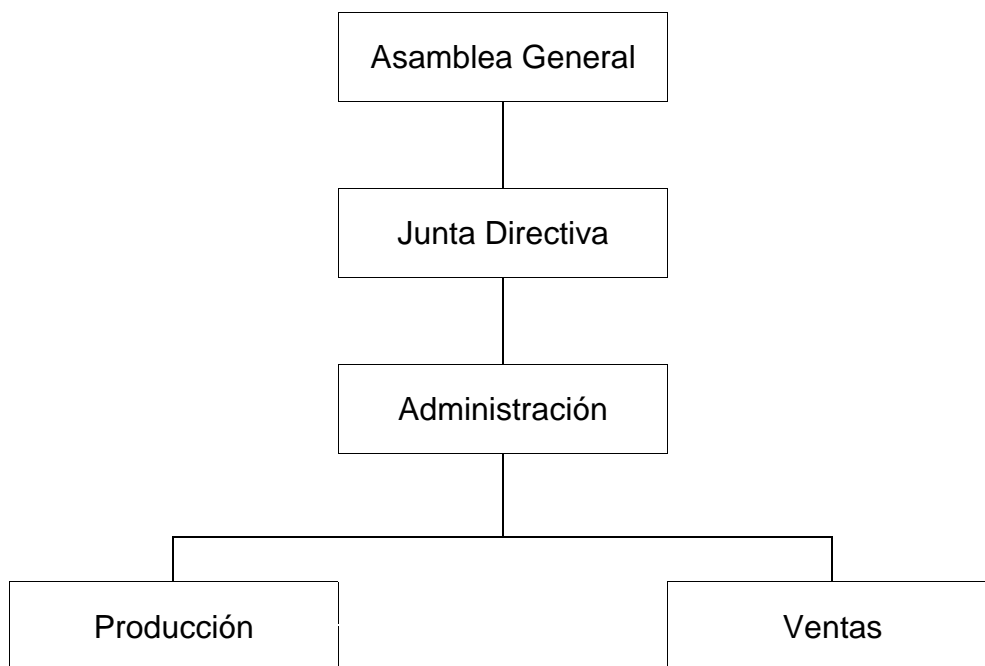 Asamblea General
Junta Directiva
Administración
Producción
Ventas